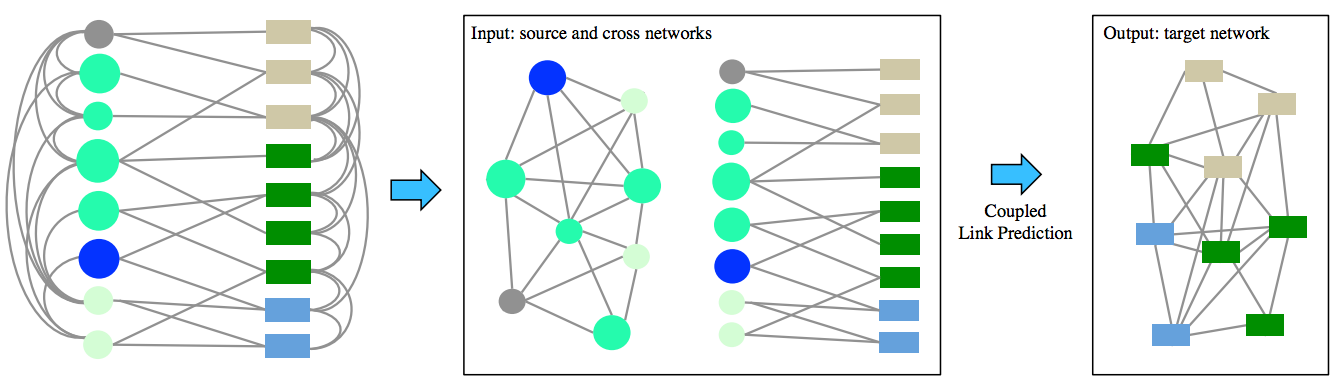 Input: source and cross networks
Coupled
Link Prediction
Output: target network